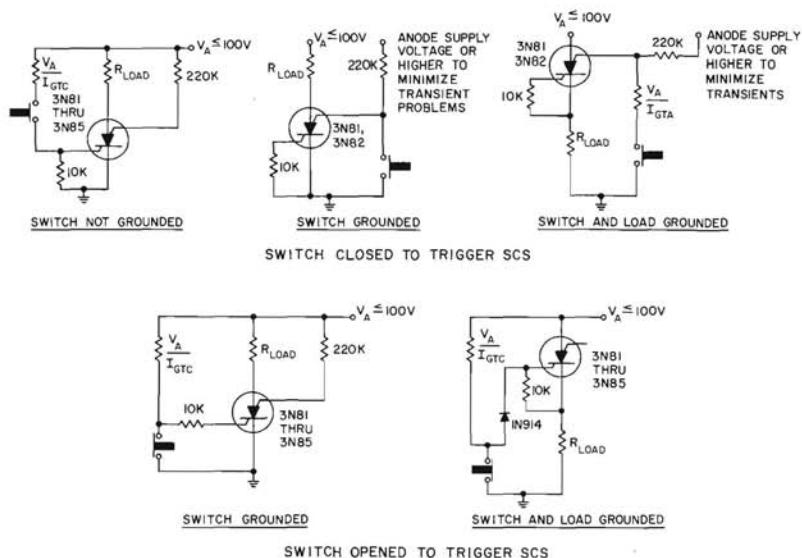 V_A ≤ 100V
V_A
I_GTC
R_LOAD
220K
3N81
THRU
3N85
10K
SWITCH NOT GROUNDED
V_A ≤ 100V
R_LOAD
220K
ANODE SUPPLY
VOLTAGE OR
HIGHER TO
MINIMIZE
TRANSIENT
PROBLEMS
3N81,
3N82
10K
SWITCH GROUNDED
V_A ≤ 100V
3N81
3N82
220K
ANODE SUPPLY
VOLTAGE OR
HIGHER TO
MINIMIZE
TRANSIENTS
10K
V_A
I_GTA
R_LOAD
SWITCH AND LOAD GROUNDED
SWITCH CLOSED TO TRIGGER SCS
V_A ≤ 100V
V_A
I_GTC
R_LOAD
220K
10K
3N81
THRU
3N85
SWITCH GROUNDED
V_A ≤ 100V
V_A
I_GTC
3N81
THRU
3N85
10K
1N914
R_LOAD
SWITCH AND LOAD GROUNDED
SWITCH OPENED TO TRIGGER SCS